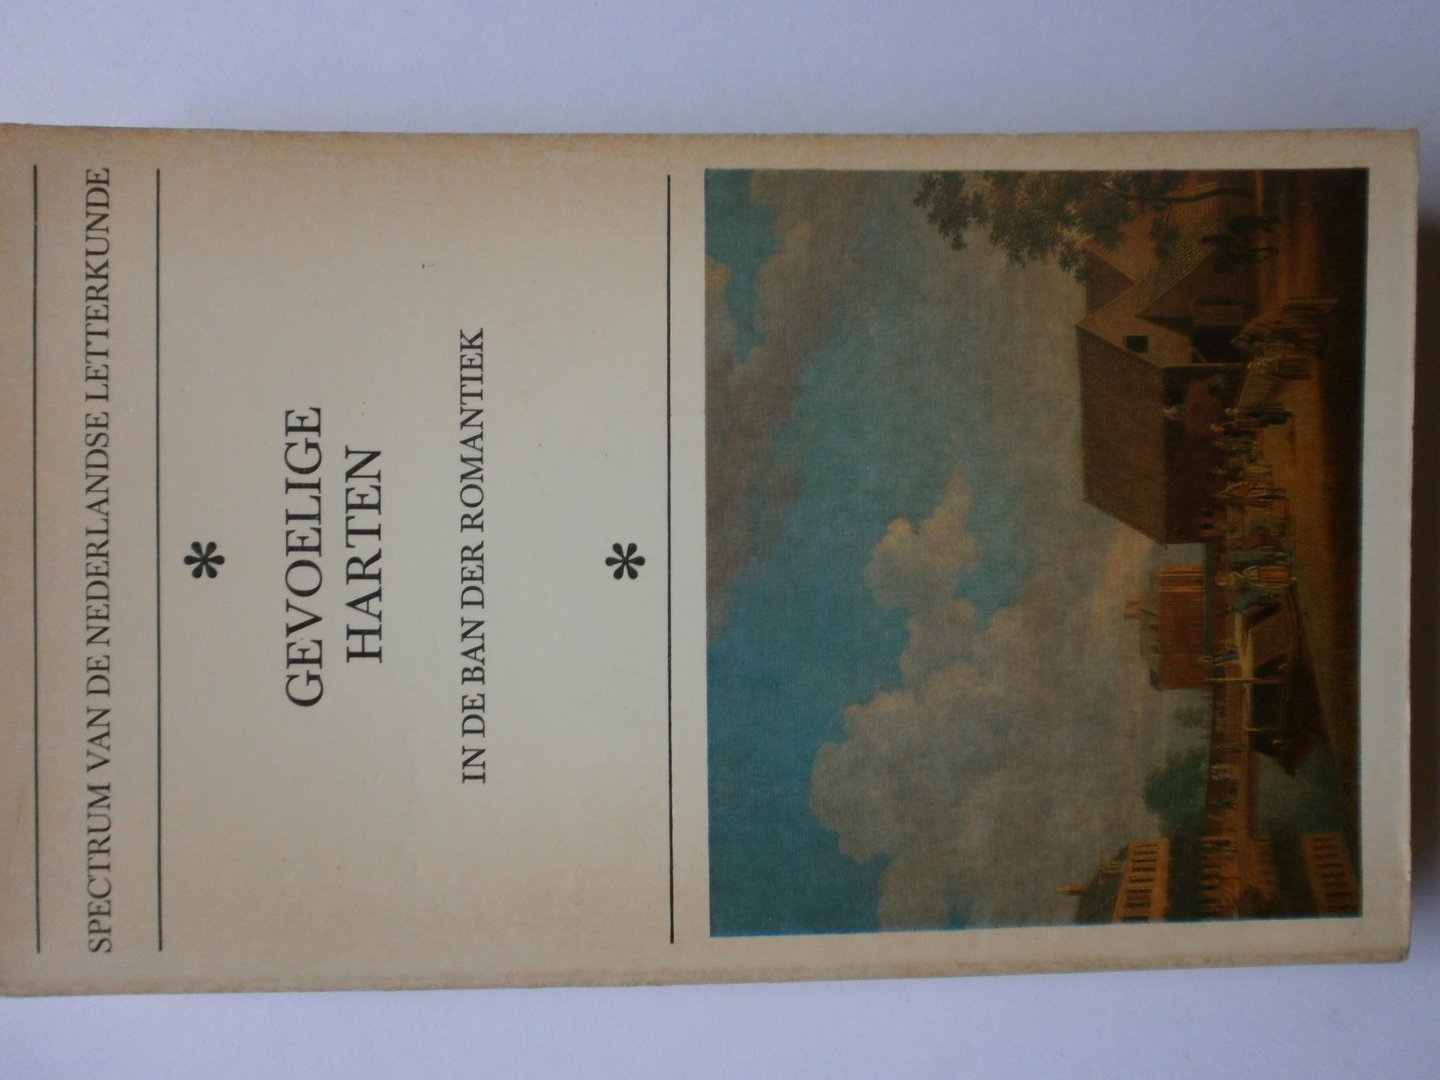 SPECTRUM VAN DE NEDERLANDSE LETTERKUNDE
*
GEVOELIGE
HARTEN
IN DE BAN DER ROMANTIEK
*